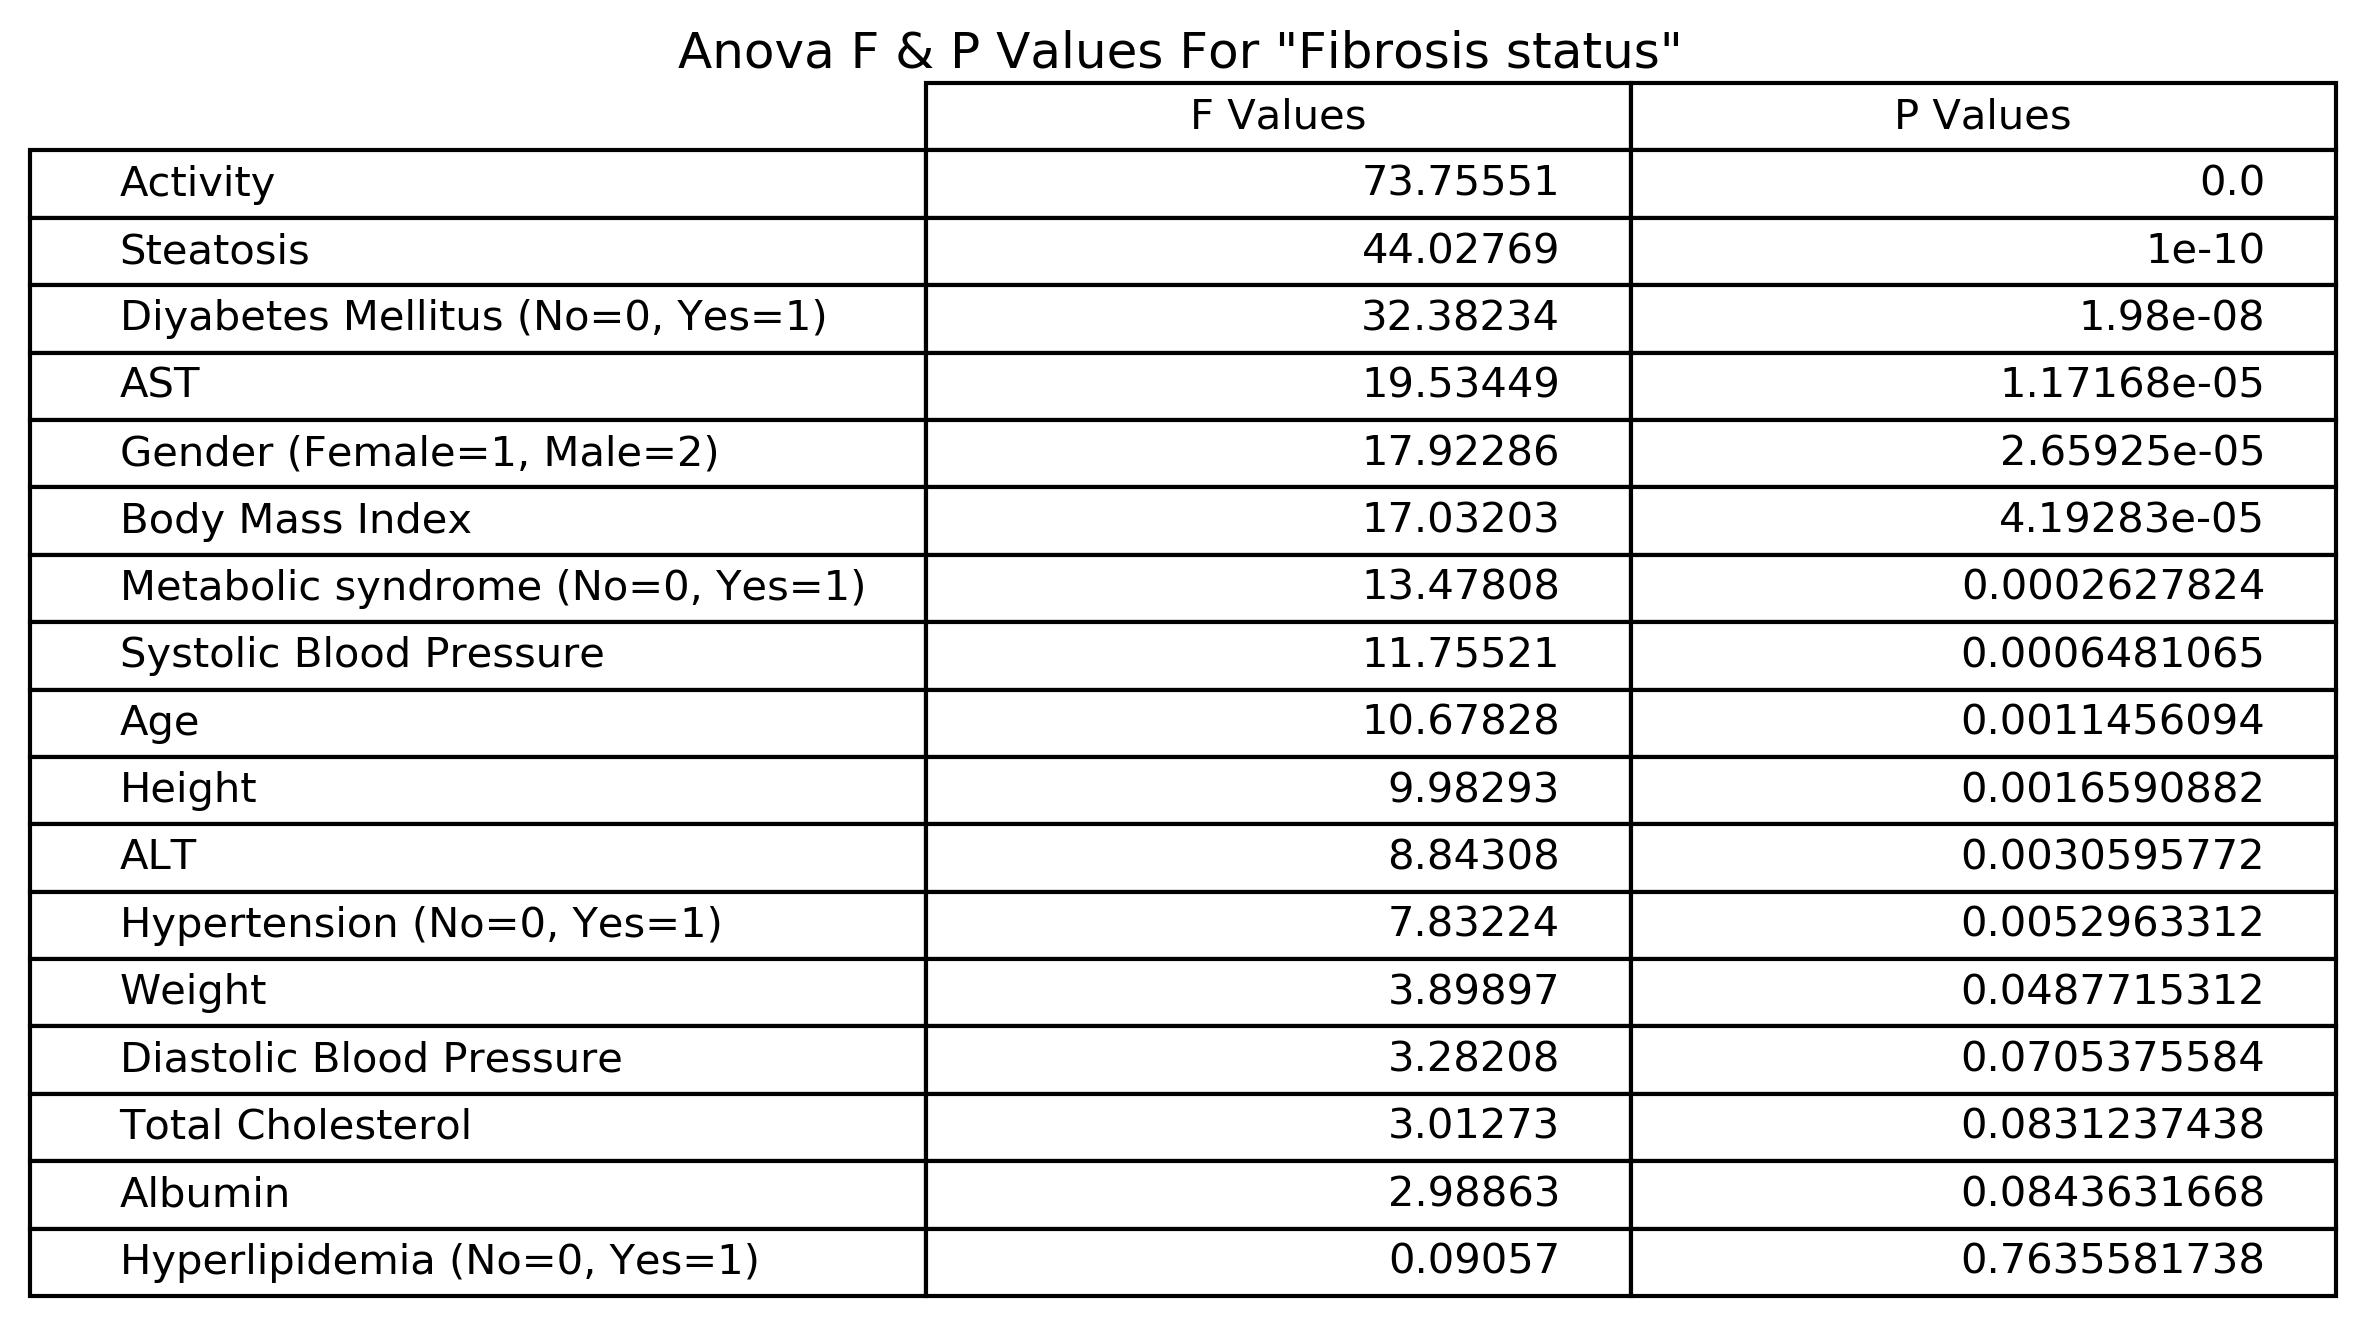 Anova F & P Values For "Fibrosis status"
F Values P Values
Activity 73.75551 0.0
Steatosis 44.02769 1e-10
Diyabetes Mellitus (No=0, Yes=1) 32.38234 1.98e-08
AST 19.53449 1.17168e-05
Gender (Female=1, Male=2) 17.92286 2.65925e-05
Body Mass Index 17.03203 4.19283e-05
Metabolic syndrome (No=0, Yes=1) 13.47808 0.0002627824
Systolic Blood Pressure 11.75521 0.0006481065
Age 10.67828 0.0011456094
Height 9.98293 0.0016590882
ALT 8.84308 0.0030595772
Hypertension (No=0, Yes=1) 7.83224 0.0052963312
Weight 3.89897 0.0487715312
Diastolic Blood Pressure 3.28208 0.0705375584
Total Cholesterol 3.01273 0.0831237438
Albumin 2.98863 0.0843631668
Hyperlipidemia (No=0, Yes=1) 0.09057 0.7635581738